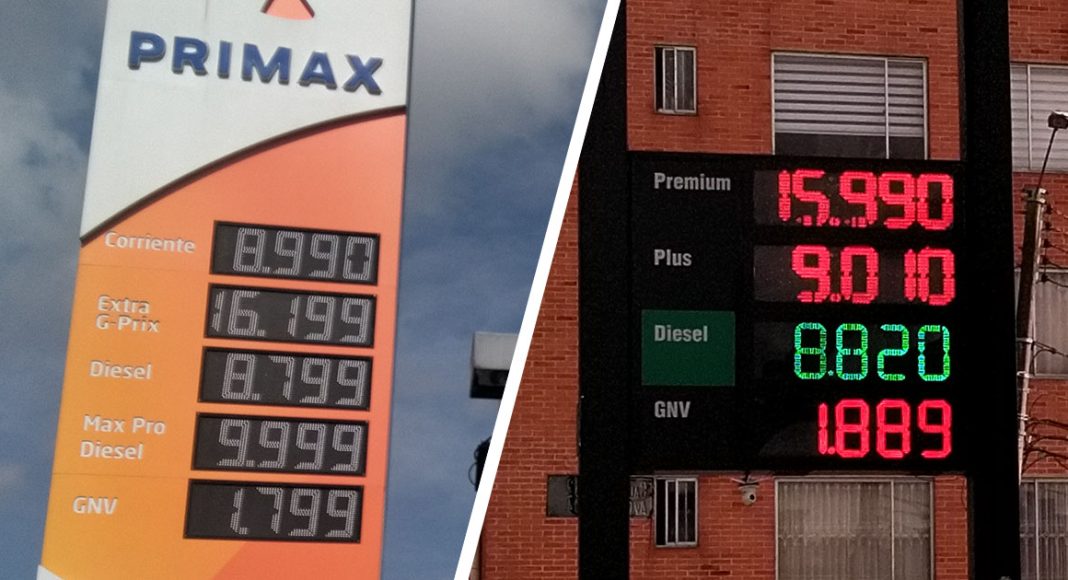 PRIMAX
Corriente 8.990
Extra
G-Prix 16.199
Diesel 8.799
Max Pro
Diesel 9.999
GNV 1.799
Premium 15.990
Plus 9.010
Diesel 8.820
GNV 1.889